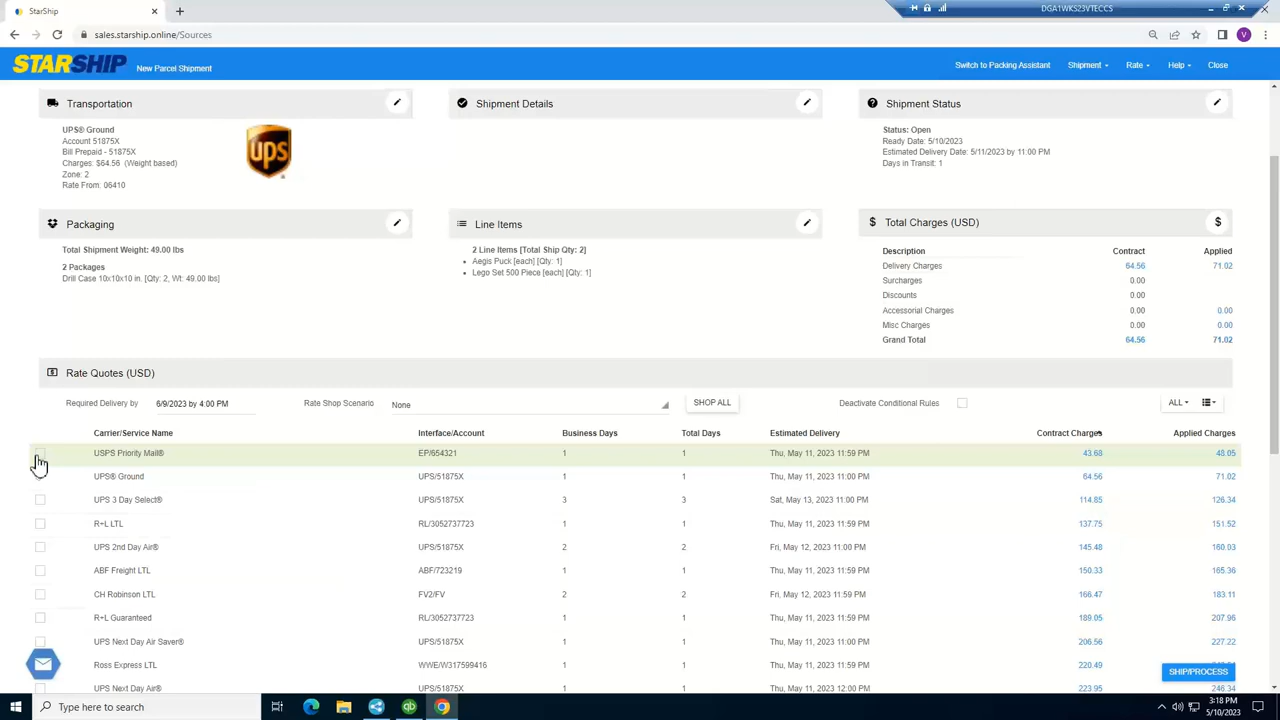 StarShip
DGA1WKS23VTECCS
sales.starship.online/Sources
V
STARSHIP New Parcel Shipment Switch to Packing Assistant Shipment Rate Help Close
Transportation Shipment Details Shipment Status
UPS® Ground
Account 51875X
Bill Prepaid - 51875X
Charges: $64.56 (Weight based)
Zone: 2
Rate From: 06410
ups
Status: Open
Ready Date: 5/10/2023
Estimated Delivery Date: 5/11/2023 by 11:00 PM
Days in Transit: 1
Packaging Line Items $ Total Charges (USD) $
Total Shipment Weight: 49.00 lbs
2 Packages
Drill Case 10x10x10 in. [Qty: 2, Wt: 49.00 lbs]
2 Line Items [Total Ship Qty: 2]
Aegis Puck [each] [Qty: 1]
Lego Set 500 Piece [each] [Qty: 1]
Description Contract Applied
Delivery Charges 64.56 71.02
Surcharges 0.00
Discounts 0.00
Accessorial Charges 0.00 0.00
Misc Charges 0.00 0.00
Grand Total 64.56 71.02
Rate Quotes (USD)
Required Delivery by 6/9/2023 by 4:00 PM Rate Shop Scenario None SHOP ALL Deactivate Conditional Rules ALL
Carrier/Service Name Interface/Account Business Days Total Days Estimated Delivery Contract Charges Applied Charges
USPS Priority Mail® EP/654321 1 1 Thu, May 11, 2023 11:59 PM 43.68 48.05
UPS® Ground UPS/51875X 1 1 Thu, May 11, 2023 11:00 PM 64.56 71.02
UPS 3 Day Select® UPS/51875X 3 3 Sat, May 13, 2023 11:00 PM 114.85 126.34
R+L LTL RL/3052737723 1 1 Thu, May 11, 2023 11:59 PM 137.75 151.52
UPS 2nd Day Air® UPS/51875X 2 2 Fri, May 12, 2023 11:00 PM 145.48 160.03
ABF Freight LTL ABF/723219 1 1 Thu, May 11, 2023 11:59 PM 150.33 165.36
CH Robinson LTL FV2/FV 2 2 Fri, May 12, 2023 11:59 PM 166.47 183.11
R+L Guaranteed RL/3052737723 1 1 Thu, May 11, 2023 11:59 PM 189.05 207.96
UPS Next Day Air Saver® UPS/51875X 1 1 Thu, May 11, 2023 11:00 PM 206.56 227.22
Ross Express LTL WWE/W317599416 1 1 Thu, May 11, 2023 11:59 PM 220.49
UPS Next Day Air® UPS/51875X 1 1 Thu, May 11, 2023 12:00 PM 223.95 246.34
SHIP/PROCESS
Type here to search
3:18 PM
5/10/2023